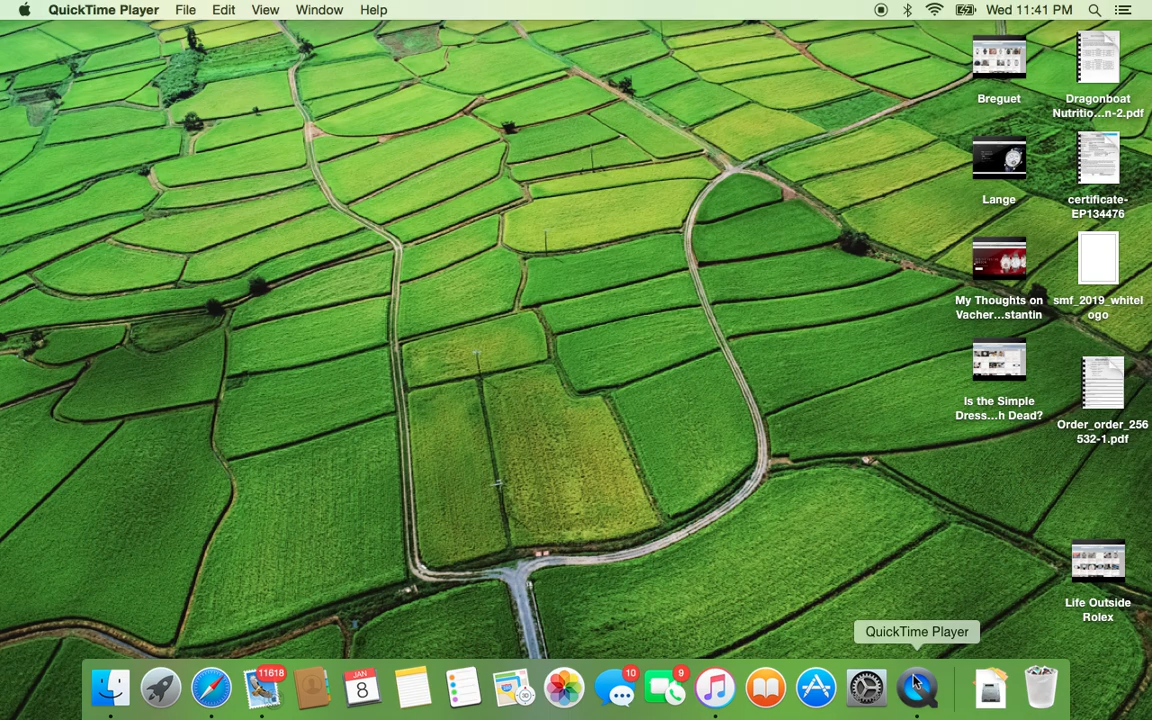 QuickTime Player File Edit View Window Help Wed 11:41 PM
Breguet
Dragonboat
Nutritio...n-2.pdf
Lange
certificate-
EP134476
My Thoughts on
Vacher...stantin
smf_2019_whitel
ogo
Is the Simple
Dress...h Dead?
Order_order_256
532-1.pdf
Life Outside
Rolex
QuickTime Player
11618
JAN
8
10
9